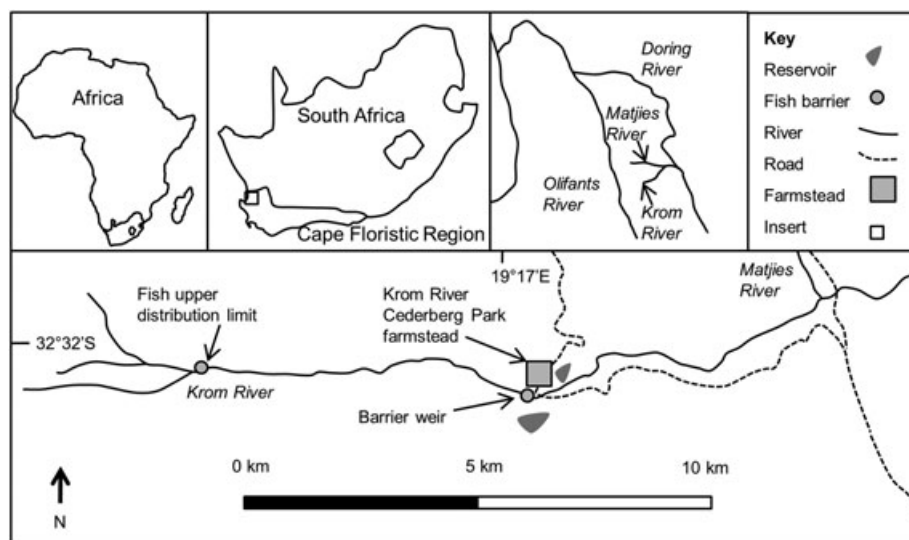 Africa
South Africa
Cape Floristic Region
Doring
River
Matjies
River
Olifants
River
Krom
River
Key
Reservoir
Fish barrier
River
Road
Farmstead
Insert
19°17'E
Matjies
River
Fish upper
distribution limit
Krom River
Cederberg Park
farmstead
32°32'S
Krom River
Barrier weir
0 km
5 km
10 km
N